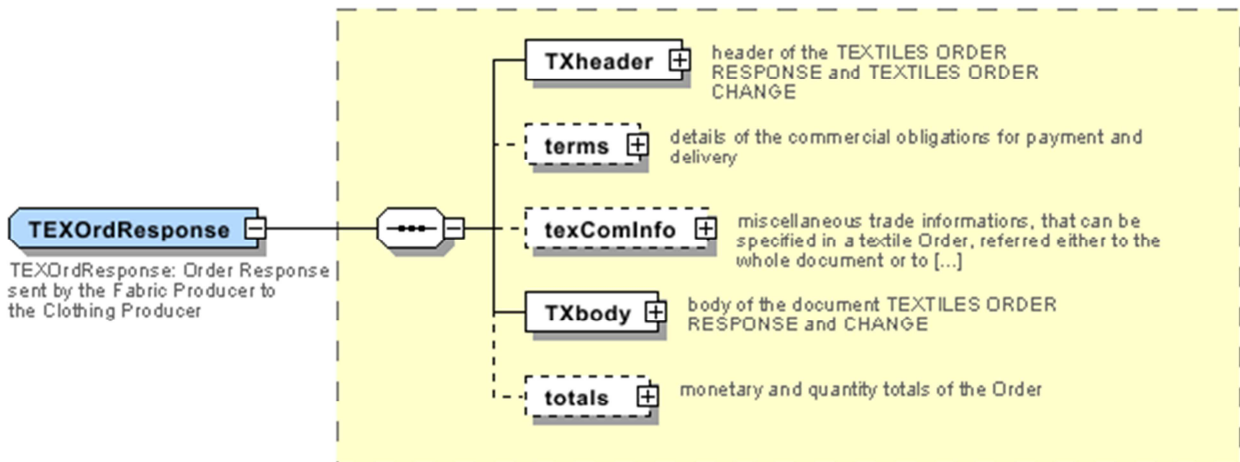 TXheader
header of the TEXTILES ORDER
RESPONSE and TEXTILES ORDER
CHANGE
terms
details of the commercial obligations for payment and
delivery
TEXOrdResponse
TEXOrdResponse: Order Response
sent by the Fabric Producer to
the Clothing Producer
texComInfo
miscellaneous trade informations, that can be
specified in a textile Order, referred either to the
whole document or to [...]
TXbody
body of the document TEXTILES ORDER
RESPONSE and CHANGE
totals
monetary and quantity totals of the Order